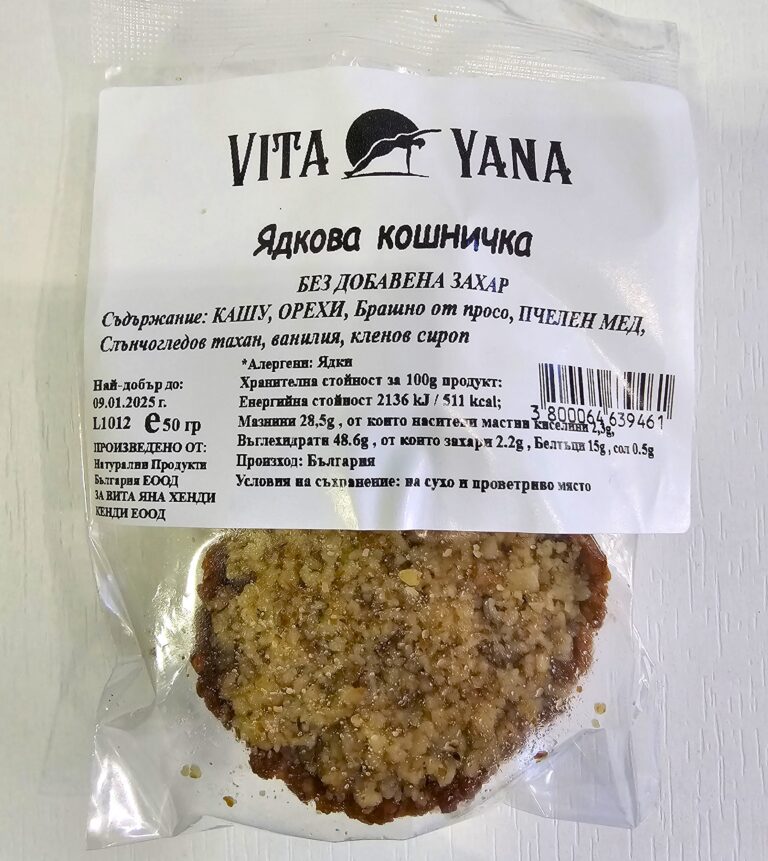 VITA YANA
Ядкова кошничка
БЕЗ ДОБАВЕНА ЗАХАР
Съдържание: КАШУ, ОРЕХИ, Брашно от просо, ПЧЕЛЕН МЕД,
Слънчогледов тахан, ванилия, кленов сироп
*Алергени: Ядки
Хранителна стойност за 100g продукт:
Енергийна стойност 2136 kJ / 511 kcal;
Мазнини 28,5g , от които наситени мастни киселини 2,3g,
Въглехидрати 48.6g , от които захари 2.2g , Белтъци 15g , сол 0.5g
Произход: България
Условия на съхранение: на сухо и проветриво място
3 800064 639461
Най-добър до:
09.01.2025 г.
L1012 e 50 гр
ПРОИЗВЕДЕНО ОТ:
Натурални Продукти
България ЕООД
ЗА ВИТА ЯНА ХЕНДИ
КЕНДИ ЕООД